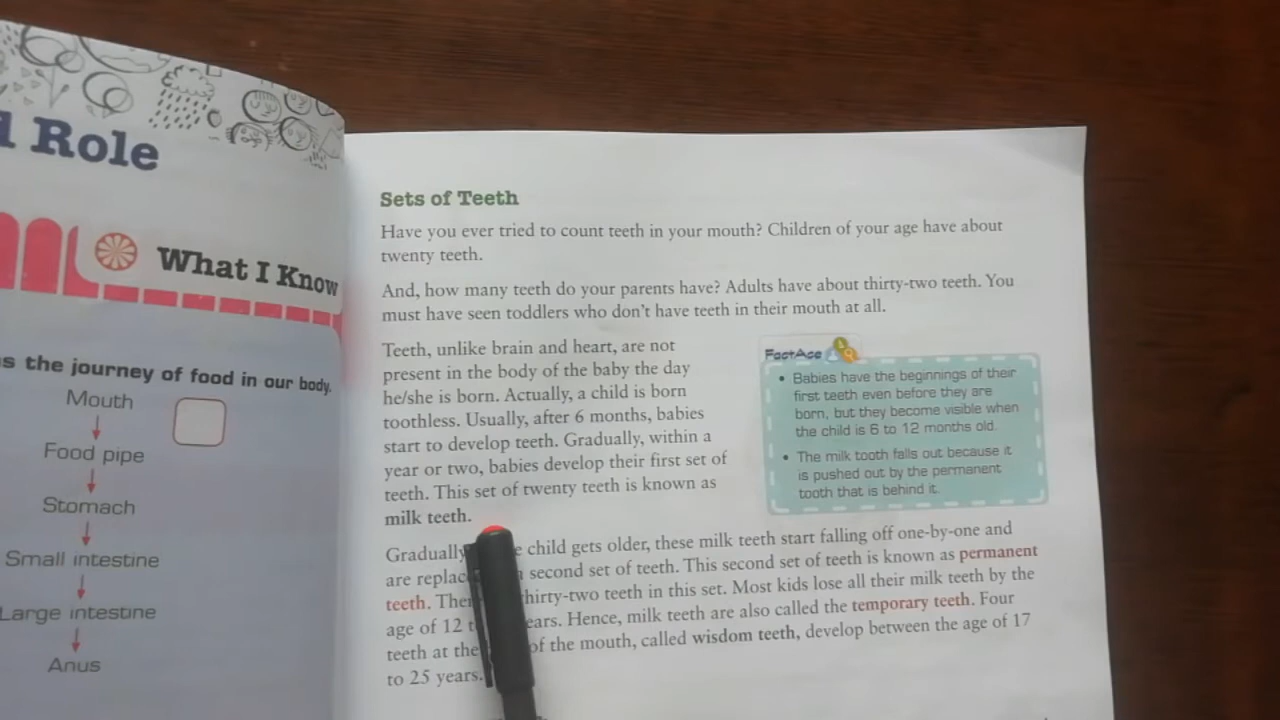 l Role
What I Know
s the journey of food in our body.
Mouth
Food pipe
Stomach
Small intestine
Large intestine
Anus
Sets of Teeth
Have you ever tried to count teeth in your mouth? Children of your age have about
twenty teeth.
And, how many teeth do your parents have? Adults have about thirty-two teeth. You
must have seen toddlers who don't have teeth in their mouth at all.
Teeth, unlike brain and heart, are not
present in the body of the baby the day
he/she is born. Actually, a child is born
toothless. Usually, after 6 months, babies
start to develop teeth. Gradually, within a
year or two, babies develop their first set of
teeth. This set of twenty teeth is known as
milk teeth.
FactAce
• Babies have the beginnings of their
first teeth even before they are
born, but they become visible when
the child is 6 to 12 months old.
• The milk tooth falls out because it
is pushed out by the permanent
tooth that is behind it.
Gradually child gets older, these milk teeth start falling off one-by-one and
are replac second set of teeth. This second set of teeth is known as permanent
teeth. hirty-two teeth in this set. Most kids lose all their milk teeth by the
age of 12 ears. Hence, milk teeth are also called the temporary teeth. Four
teeth at the of the mouth, called wisdom teeth, develop between the age of 17
to 25 years.